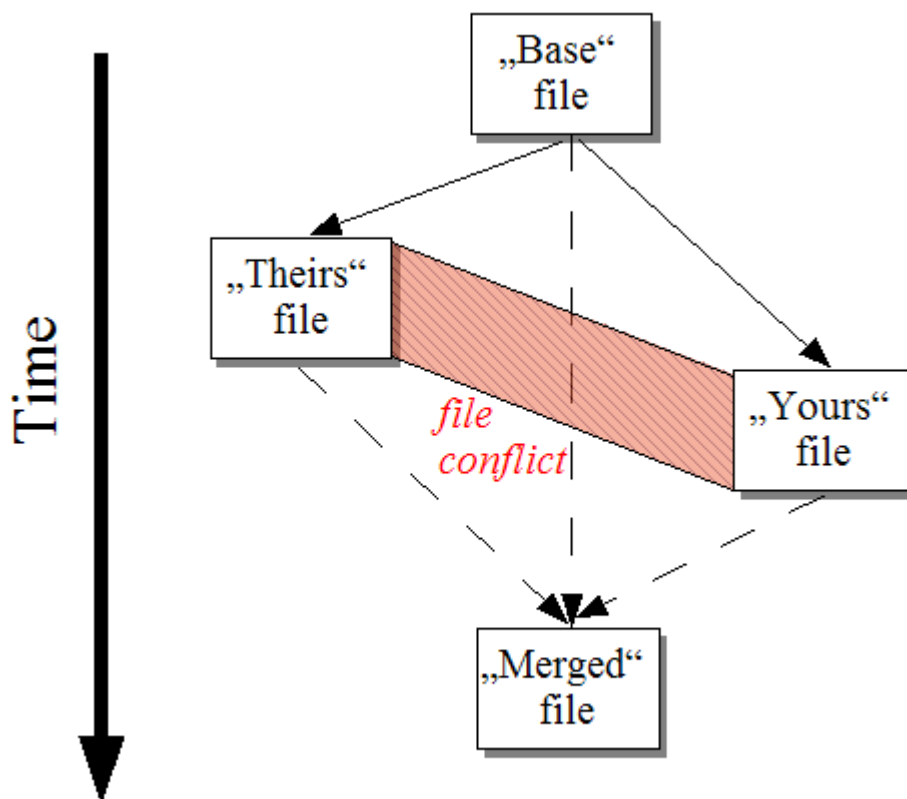 „Base“
file
„Theirs“
file
Time
„Yours“
file
file
conflict
„Merged“
file